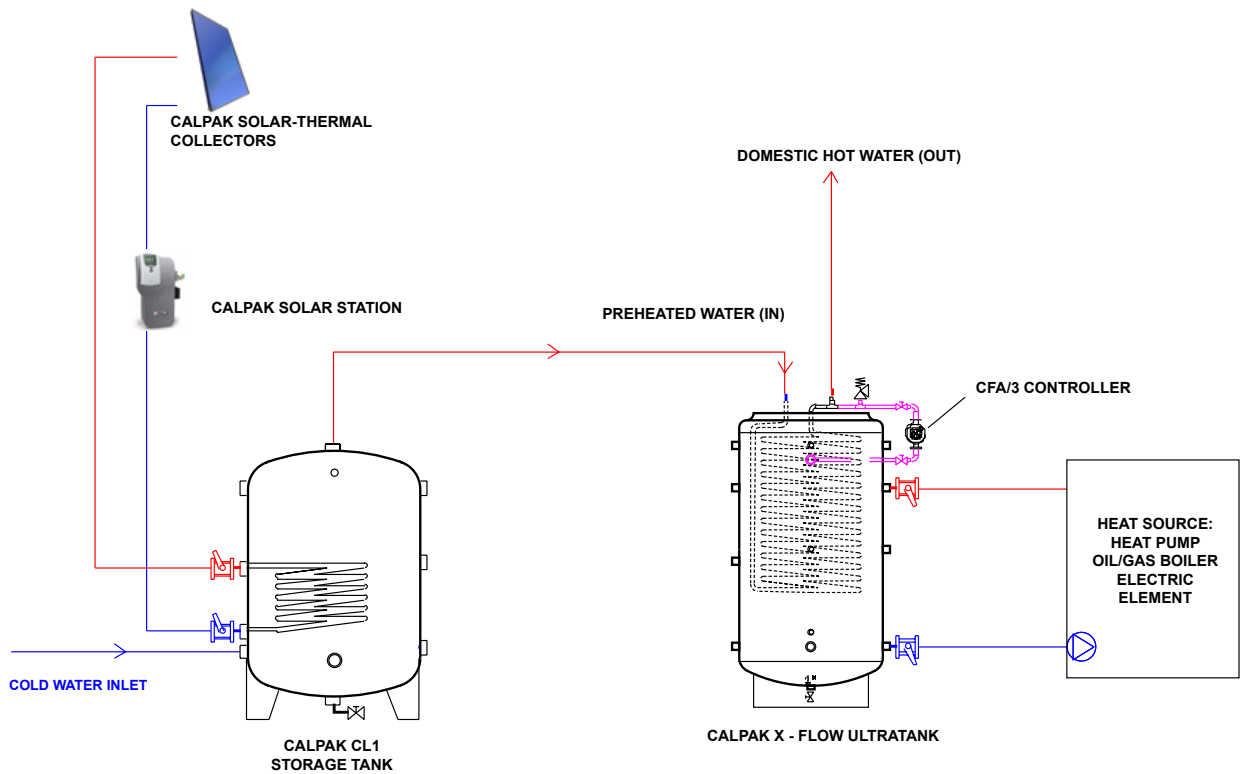 CALPAK SOLAR-THERMAL
COLLECTORS
DOMESTIC HOT WATER (OUT)
CALPAK SOLAR STATION
PREHEATED WATER (IN)
CFA/3 CONTROLLER
HEAT SOURCE:
HEAT PUMP
OIL/GAS BOILER
ELECTRIC
ELEMENT
COLD WATER INLET
CALPAK X - FLOW ULTRATANK
CALPAK CL1
STORAGE TANK